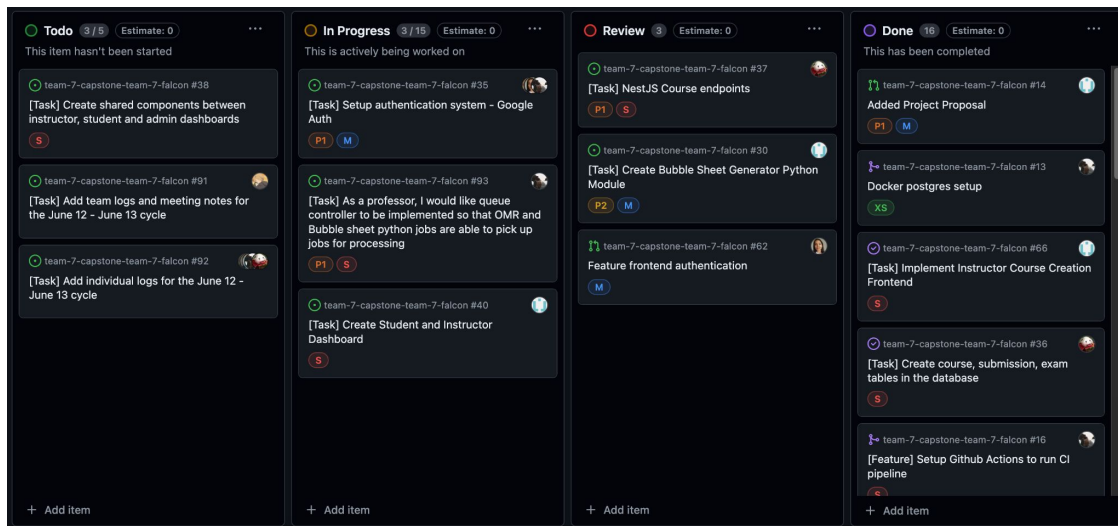 Todo 3 / 5 Estimate: 0 ...
This item hasn't been started
team-7-capstone-team-7-falcon #38
[Task] Create shared components between
instructor, student and admin dashboards
S
team-7-capstone-team-7-falcon #91
[Task] Add team logs and meeting notes for
the June 12 - June 13 cycle
team-7-capstone-team-7-falcon #92
[Task] Add individual logs for the June 12 -
June 13 cycle
+ Add item
In Progress 3 / 15 Estimate: 0 ...
This is actively being worked on
team-7-capstone-team-7-falcon #35
[Task] Setup authentication system - Google
Auth
P1 M
team-7-capstone-team-7-falcon #93
[Task] As a professor, I would like queue
controller to be implemented so that OMR and
Bubble sheet python jobs are able to pick up
jobs for processing
P1 S
team-7-capstone-team-7-falcon #40
[Task] Create Student and Instructor
Dashboard
S
+ Add item
Review 3 Estimate: 0 ...
team-7-capstone-team-7-falcon #37
[Task] NestJS Course endpoints
P1 S
team-7-capstone-team-7-falcon #30
[Task] Create Bubble Sheet Generator Python
Module
P2 M
team-7-capstone-team-7-falcon #62
Feature frontend authentication
M
+ Add item
Done 16 Estimate: 0 ...
This has been completed
team-7-capstone-team-7-falcon #14
Added Project Proposal
P1 M
team-7-capstone-team-7-falcon #13
Docker postgres setup
XS
team-7-capstone-team-7-falcon #66
[Task] Implement Instructor Course Creation
Frontend
S
team-7-capstone-team-7-falcon #36
[Task] Create course, submission, exam
tables in the database
S
team-7-capstone-team-7-falcon #16
[Feature] Setup Github Actions to run CI
pipeline
S
+ Add item